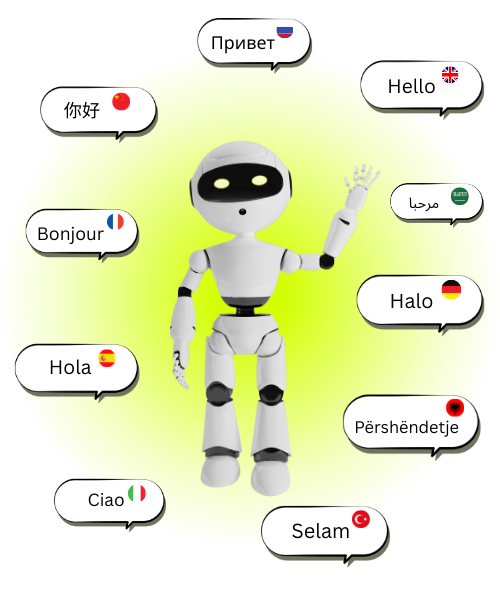 Привет
Hello
你好
مرحبا
Bonjour
Halo
Hola
Përshëndetje
Ciao
Selam